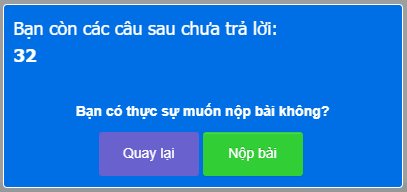 Bạn còn các câu sau chưa trả lời:
32
Bạn có thực sự muốn nộp bài không?
Quay lại
Nộp bài